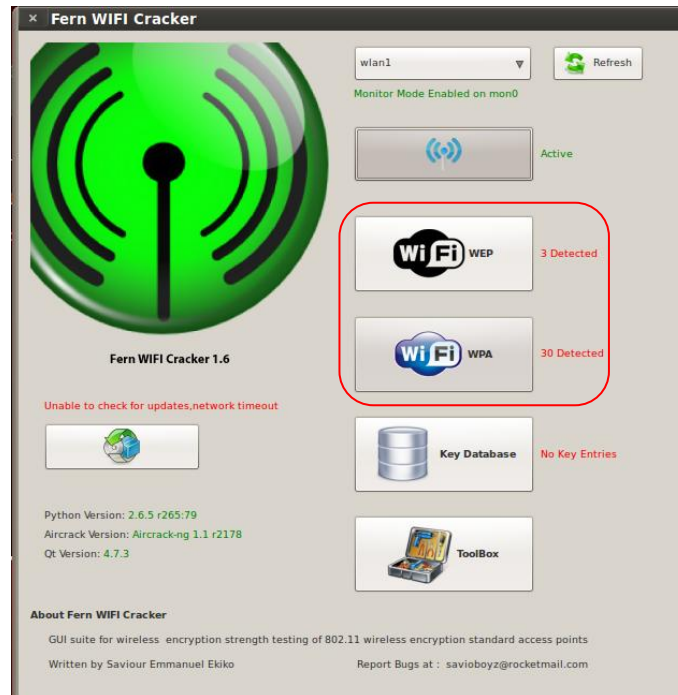 × Fern WIFI Cracker
wlan1
Refresh
Monitor Mode Enabled on mon0
Active
WiFi WEP
3 Detected
WiFi WPA
30 Detected
Fern WIFI Cracker 1.6
Unable to check for updates,network timeout
Key Database
No Key Entries
Python Version: 2.6.5 r265:79
Aircrack Version: Aircrack-ng 1.1 r2178
Qt Version: 4.7.3
ToolBox
About Fern WIFI Cracker
GUI suite for wireless encryption strength testing of 802.11 wireless encryption standard access points
Written by Saviour Emmanuel Ekiko
Report Bugs at : savioboyz@rocketmail.com